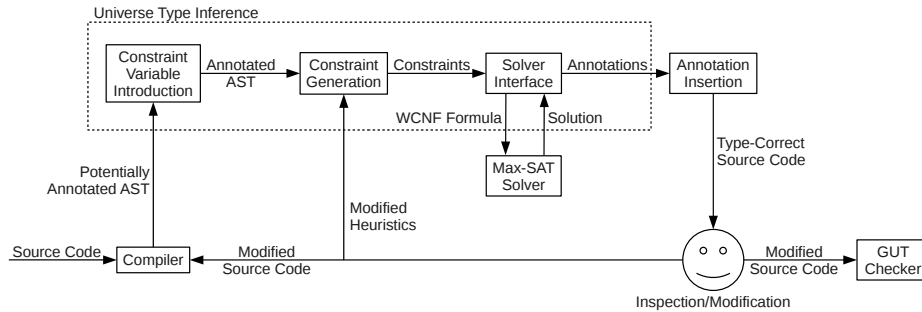 Universe Type Inference
Constraint
Variable
Introduction
Annotated
AST
Constraint
Generation
Constraints
Solver
Interface
Annotations
Annotation
Insertion
WCNF Formula
Solution
Max-SAT
Solver
Type-Correct
Source Code
Potentially
Annotated AST
Modified
Heuristics
Source Code
Compiler
Modified
Source Code
Inspection/Modification
Modified
Source Code
GUT
Checker